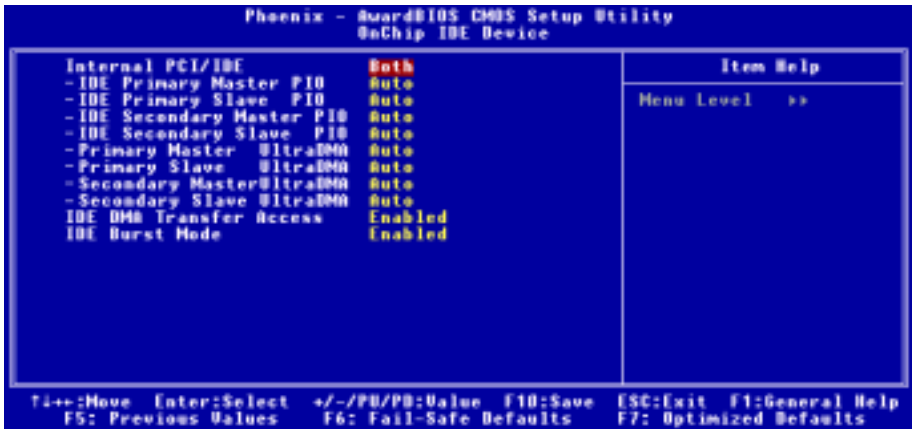 Phoenix - AwardBIOS CMOS Setup Utility
OnChip IDE Device
Internal PCI/IDE Both
-IDE Primary Master PIO Auto
-IDE Primary Slave PIO Auto
-IDE Secondary Master PIO Auto
-IDE Secondary Slave PIO Auto
-Primary Master UltraDMA Auto
-Primary Slave UltraDMA Auto
-Secondary MasterUltraDMA Auto
-Secondary Slave UltraDMA Auto
IDE DMA Transfer Access Enabled
IDE Burst Mode Enabled
Item Help
Menu Level ►►
↑↓→←:Move Enter:Select +/-/PU/PD:Value F10:Save ESC:Exit F1:General Help
F5: Previous Values F6: Fail-Safe Defaults F7: Optimized Defaults